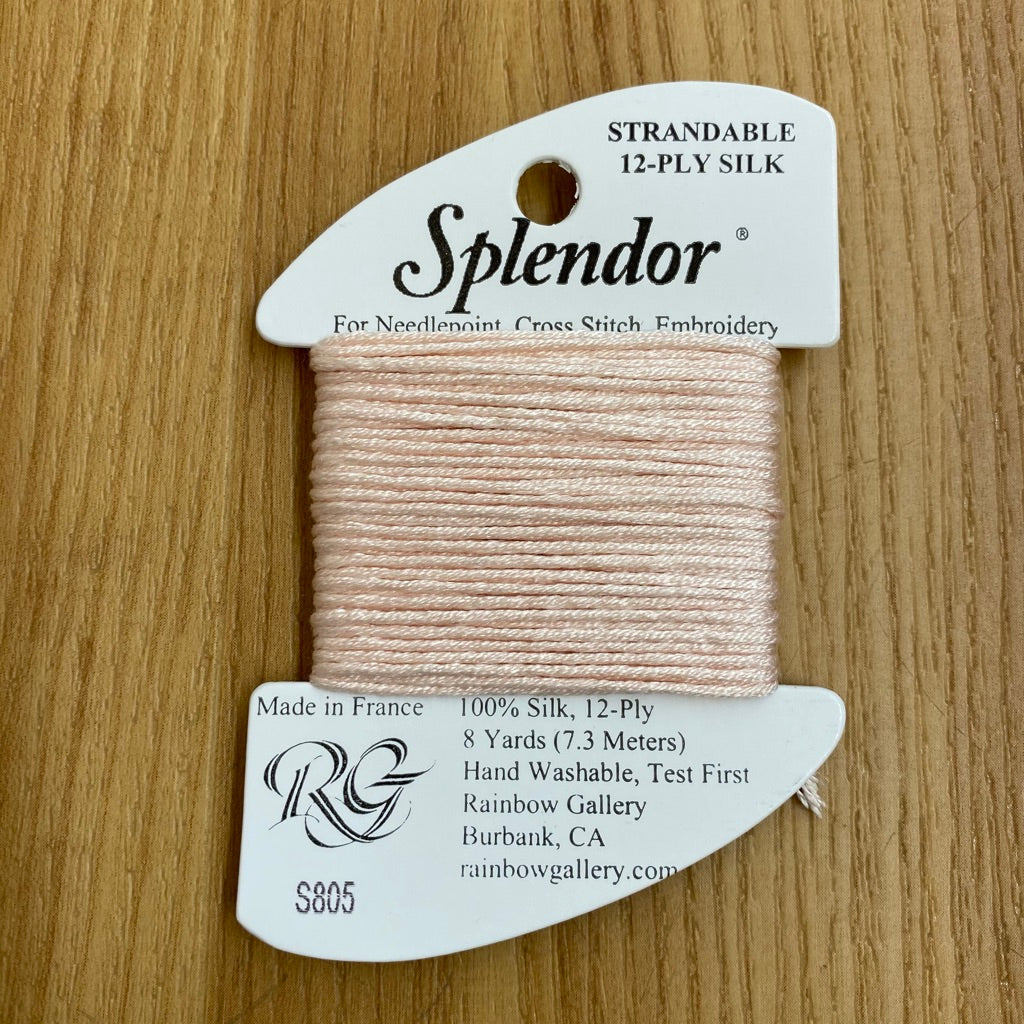 STRANDABLE
12-PLY SILK
Splendor ®
For Needlepoint, Cross Stitch, Embroidery
Made in France
100% Silk, 12-Ply
8 Yards (7.3 Meters)
Hand Washable, Test First
Rainbow Gallery
Burbank, CA
rainbowgallery.com
RG
S805